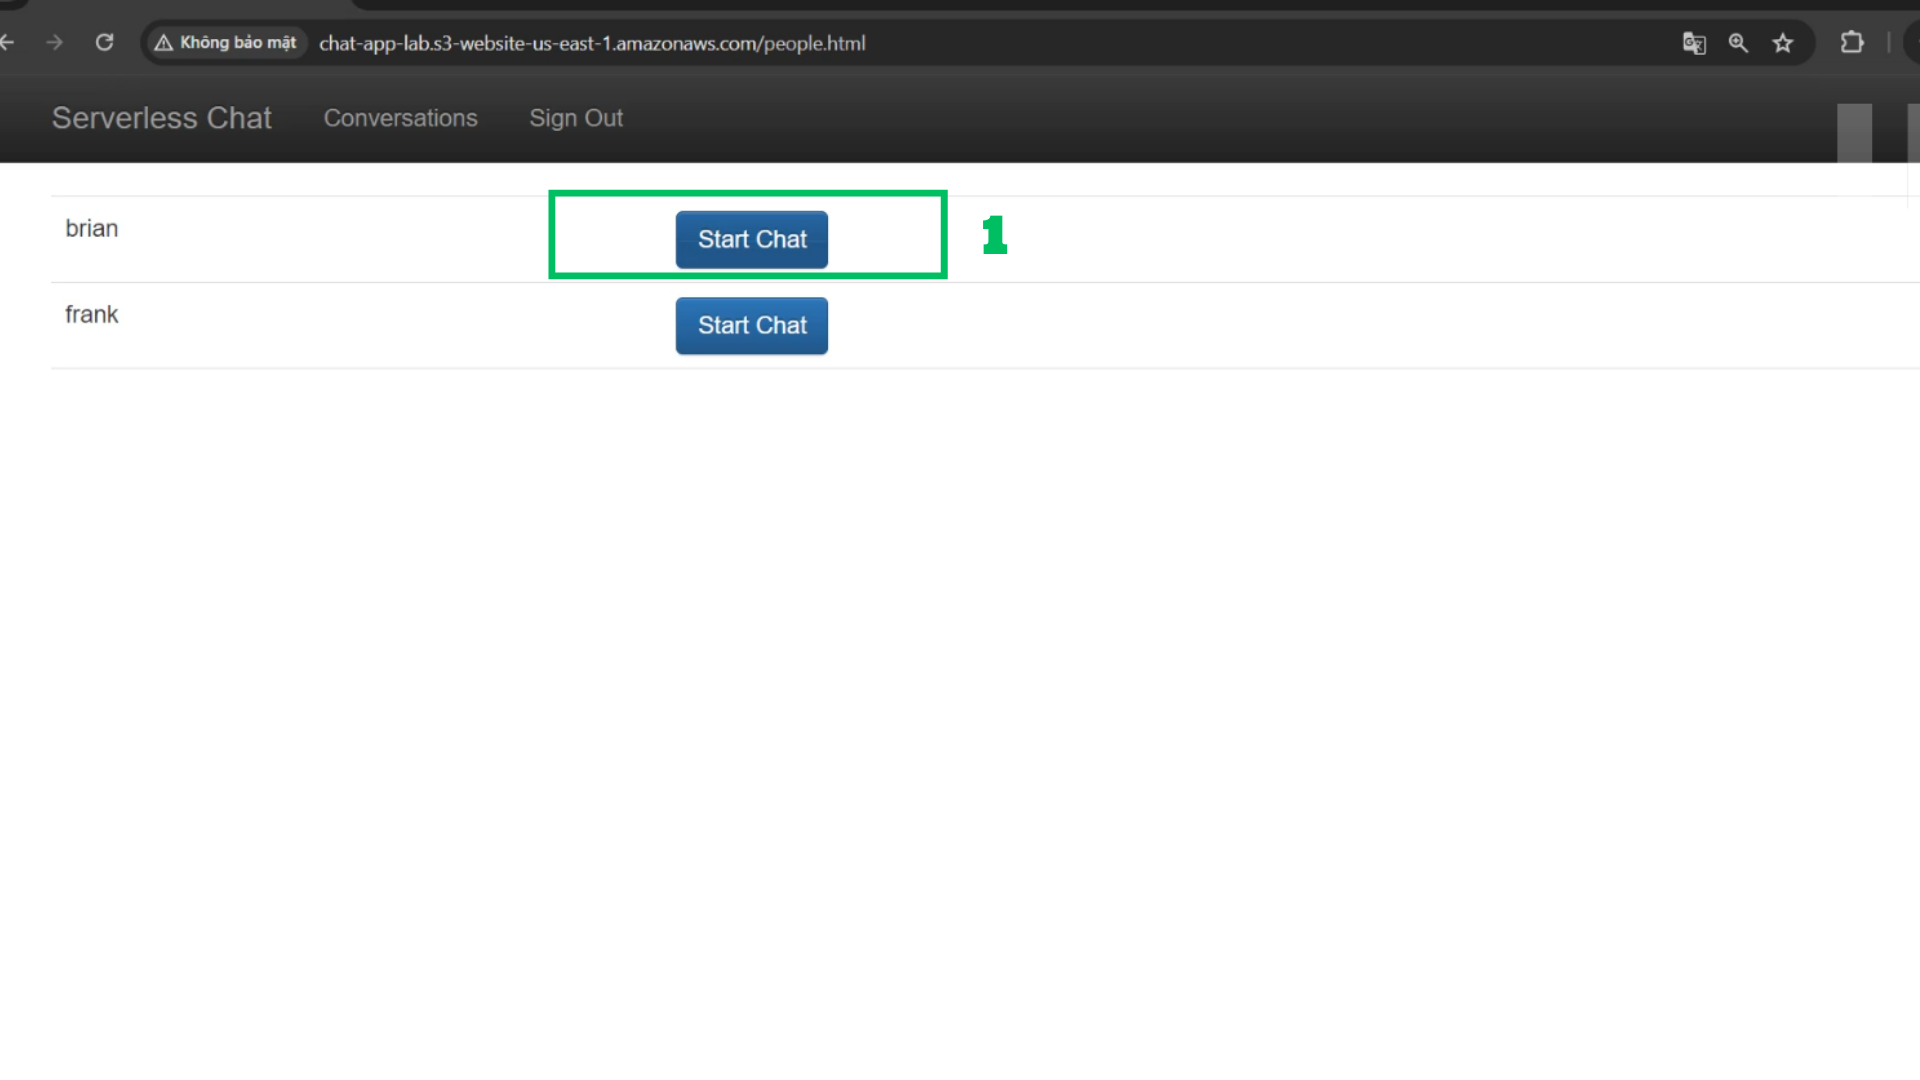 Không bảo mật chat-app-lab.s3-website-us-east-1.amazonaws.com/people.html
Serverless Chat Conversations Sign Out
brian Start Chat 1
frank Start Chat